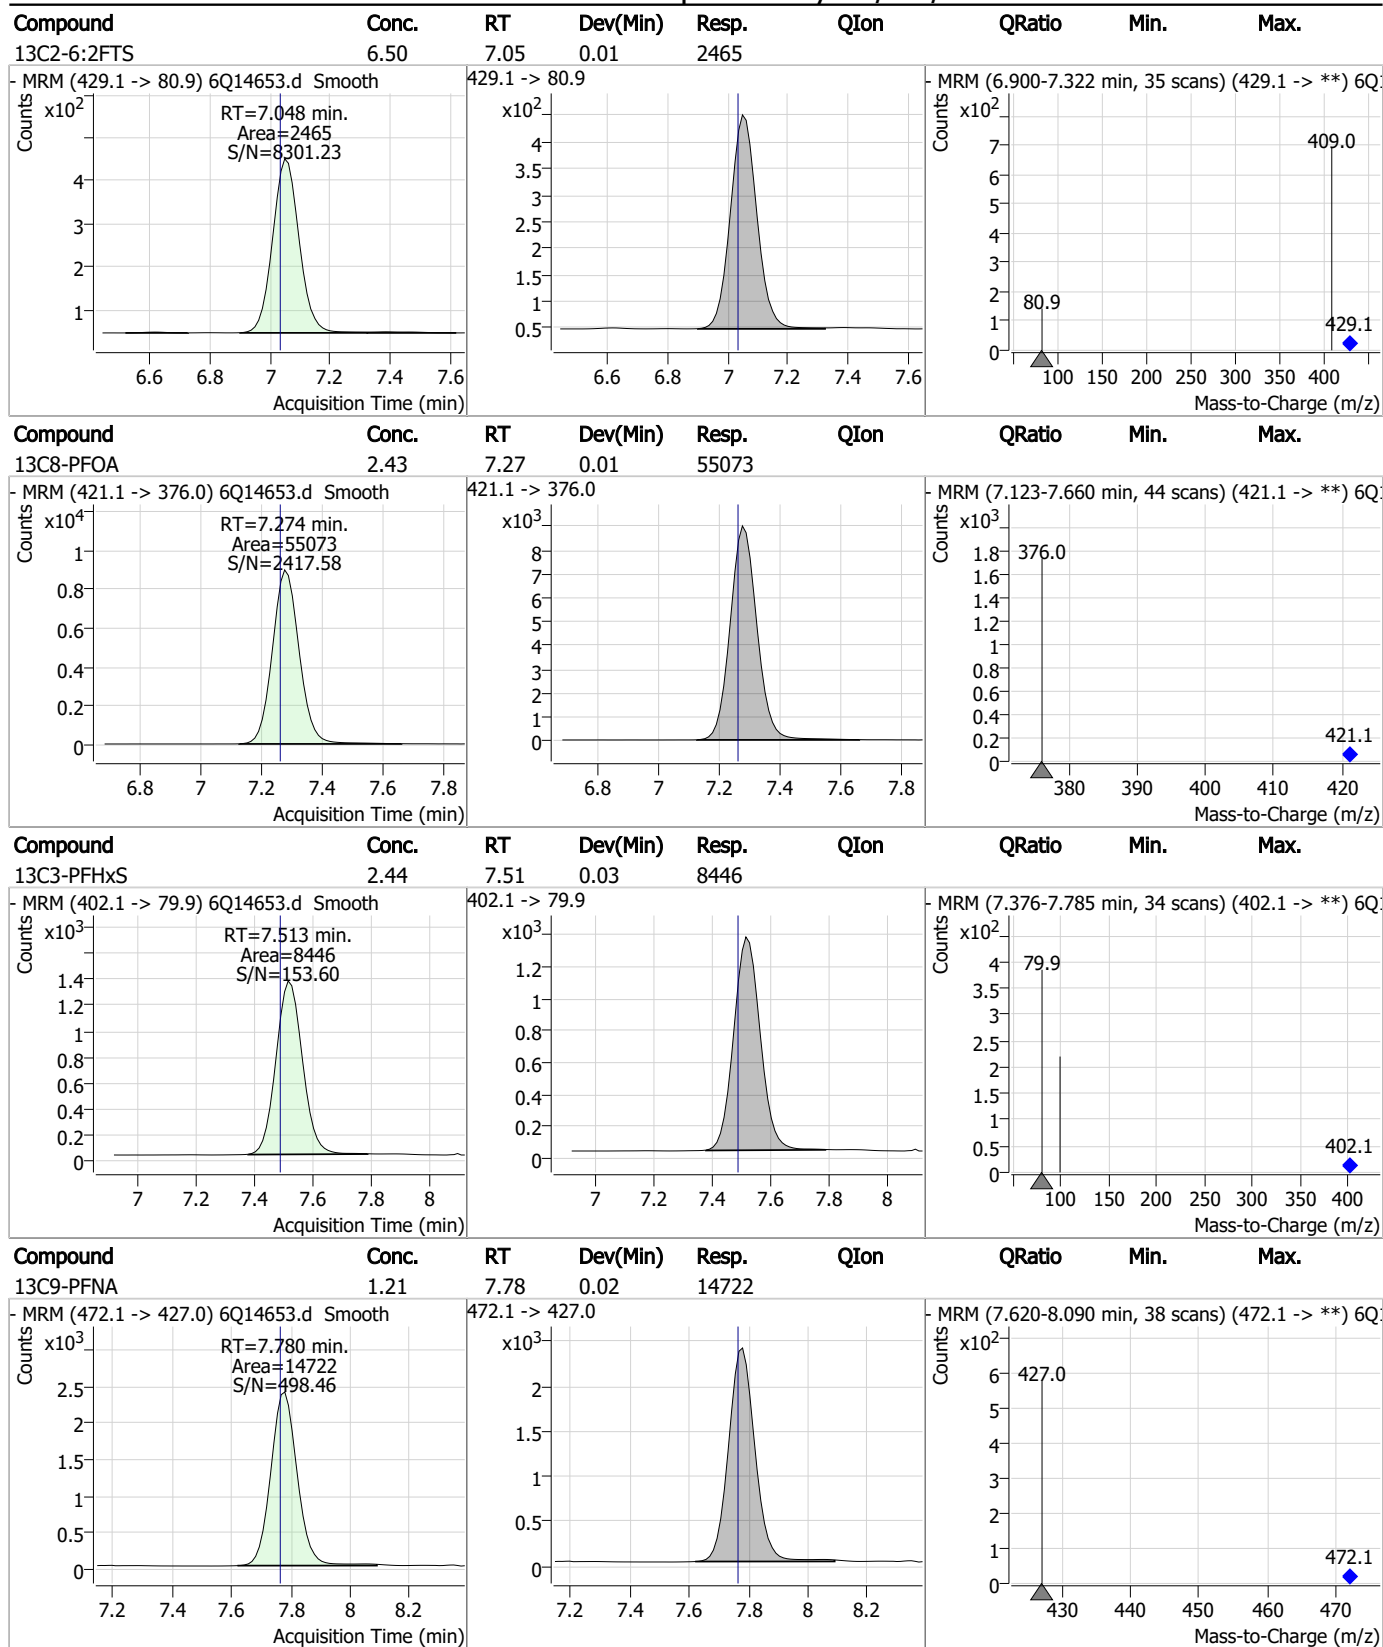 Compound Conc. RT Dev(Min) Resp. QIon QRatio Min. Max.
13C2-6:2FTS 6.50 7.05 0.01 2465
- MRM (429.1 -> 80.9) 6Q14653.d Smooth
Counts
x102
RT=7.048 min.
Area=2465
S/N=8301.23
4
3
2
1
6.6 6.8 7 7.2 7.4 7.6
Acquisition Time (min)
429.1 -> 80.9
x102
4
3.5
3
2.5
2
1.5
1
0.5
6.6 6.8 7 7.2 7.4 7.6
- MRM (6.900-7.322 min, 35 scans) (429.1 -> **) 6Q
Counts
x102
7
6
5
4
3
2
1
0
409.0
80.9
429.1
100 150 200 250 300 350 400
Mass-to-Charge (m/z)
Compound Conc. RT Dev(Min) Resp. QIon QRatio Min. Max.
13C8-PFOA 2.43 7.27 0.01 55073
- MRM (421.1 -> 376.0) 6Q14653.d Smooth
Counts
x104
RT=7.274 min.
Area=55073
S/N=2417.58
1
0.8
0.6
0.4
0.2
0
6.8 7 7.2 7.4 7.6 7.8
Acquisition Time (min)
421.1 -> 376.0
x103
8
7
6
5
4
3
2
1
0
6.8 7 7.2 7.4 7.6 7.8
- MRM (7.123-7.660 min, 44 scans) (421.1 -> **) 6Q
Counts
x103
1.8
1.6
1.4
1.2
1
0.8
0.6
0.4
0.2
0
376.0
421.1
380 390 400 410 420
Mass-to-Charge (m/z)
Compound Conc. RT Dev(Min) Resp. QIon QRatio Min. Max.
13C3-PFHxS 2.44 7.51 0.03 8446
- MRM (402.1 -> 79.9) 6Q14653.d Smooth
Counts
x103
RT=7.513 min.
Area=8446
S/N=153.60
1.4
1.2
1
0.8
0.6
0.4
0.2
0
7 7.2 7.4 7.6 7.8 8
Acquisition Time (min)
402.1 -> 79.9
x103
1.2
1
0.8
0.6
0.4
0.2
0
7 7.2 7.4 7.6 7.8 8
- MRM (7.376-7.785 min, 34 scans) (402.1 -> **) 6Q
Counts
x102
4
3.5
3
2.5
2
1.5
1
0.5
0
79.9
402.1
100 150 200 250 300 350 400
Mass-to-Charge (m/z)
Compound Conc. RT Dev(Min) Resp. QIon QRatio Min. Max.
13C9-PFNA 1.21 7.78 0.02 14722
- MRM (472.1 -> 427.0) 6Q14653.d Smooth
Counts
x103
RT=7.780 min.
Area=14722
S/N=498.46
2.5
2
1.5
1
0.5
0
7.2 7.4 7.6 7.8 8 8.2
Acquisition Time (min)
472.1 -> 427.0
x103
2
1.5
1
0.5
0
7.2 7.4 7.6 7.8 8 8.2
- MRM (7.620-8.090 min, 38 scans) (472.1 -> **) 6Q
Counts
x102
6
5
4
3
2
1
0
427.0
472.1
430 440 450 460 470
Mass-to-Charge (m/z)